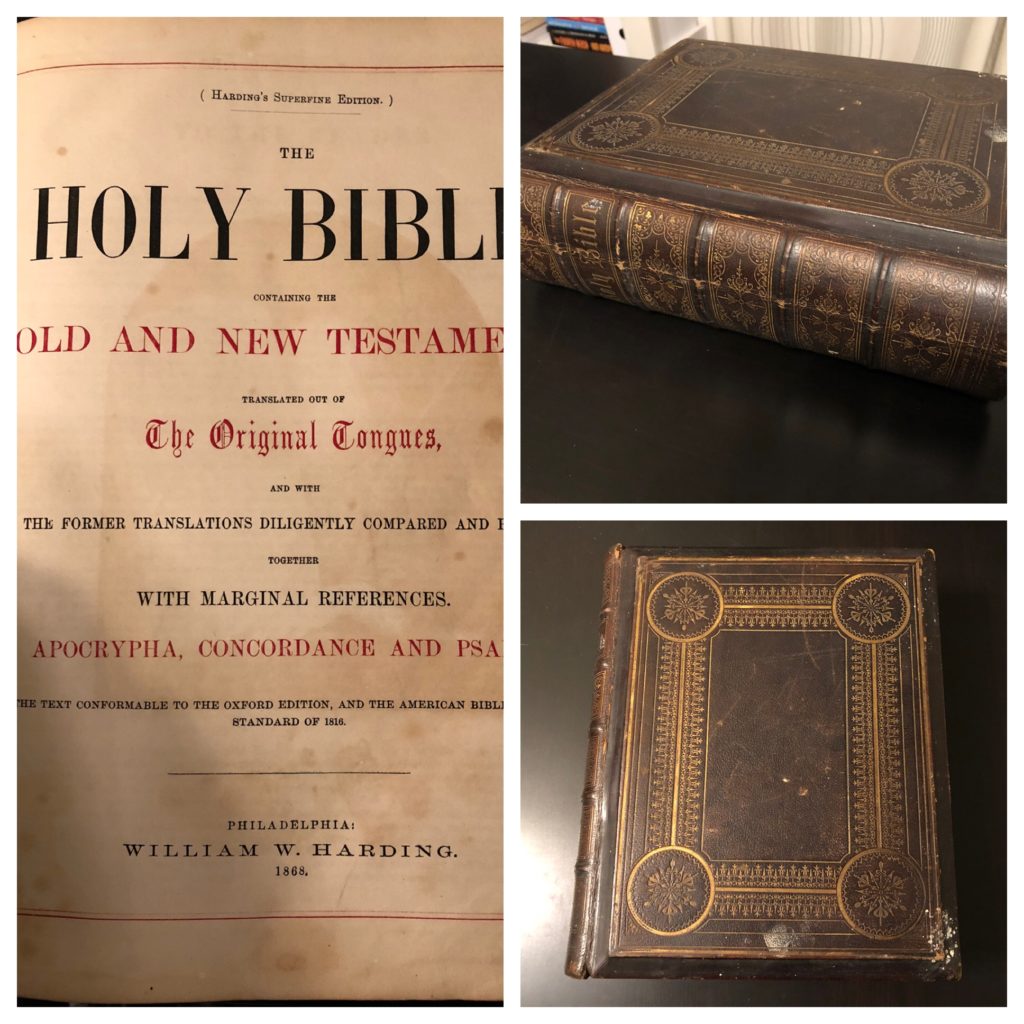 ( Harding's Superfine Edition. )
THE
HOLY BIBL
CONTAINING THE
OLD AND NEW TESTAME
TRANSLATED OUT OF
The Original Tongues,
AND WITH
THE FORMER TRANSLATIONS DILIGENTLY COMPARED AND
TOGETHER
WITH MARGINAL REFERENCES.
APOCRYPHA, CONCORDANCE AND PSA
THE TEXT CONFORMABLE TO THE OXFORD EDITION, AND THE AMERICAN BIBL
STANDARD OF 1816.
PHILADELPHIA:
WILLIAM W. HARDING.
1868.
Bible